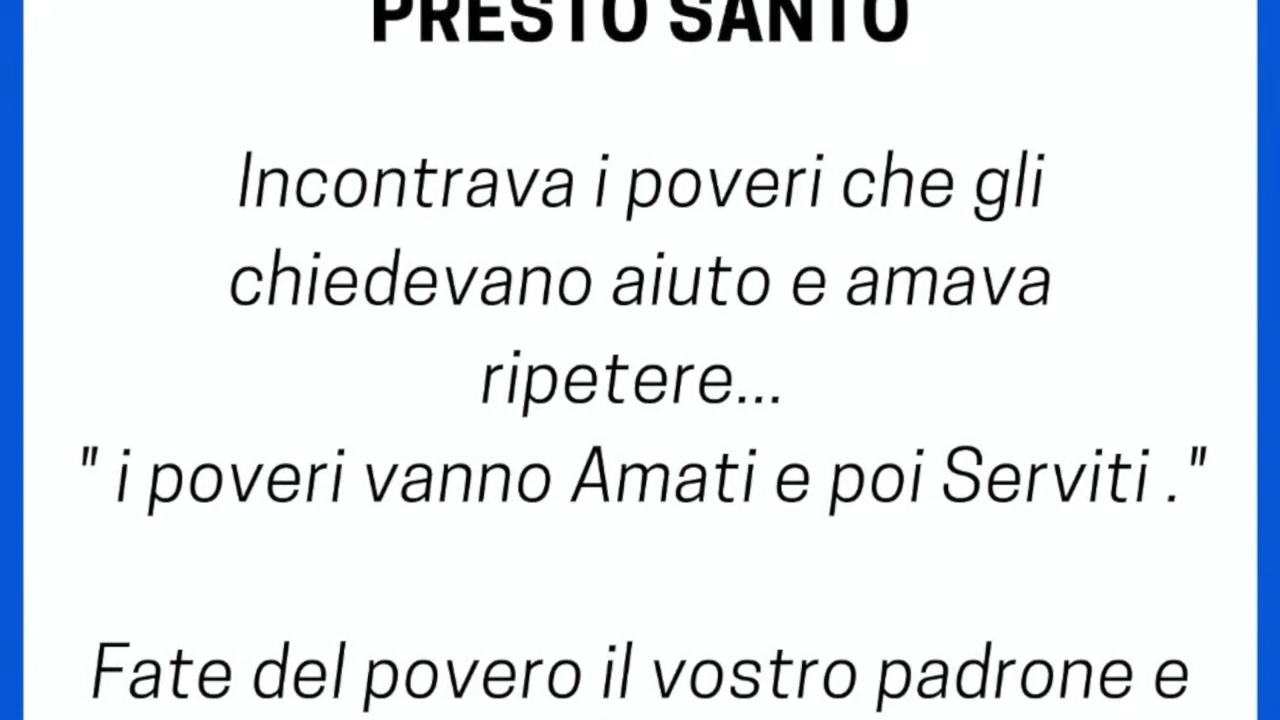 PRESTO SANTO
Incontrava i poveri che gli
chiedevano aiuto e amava
ripetere...
" i poveri vanno Amati e poi Serviti ."
Fate del povero il vostro padrone e